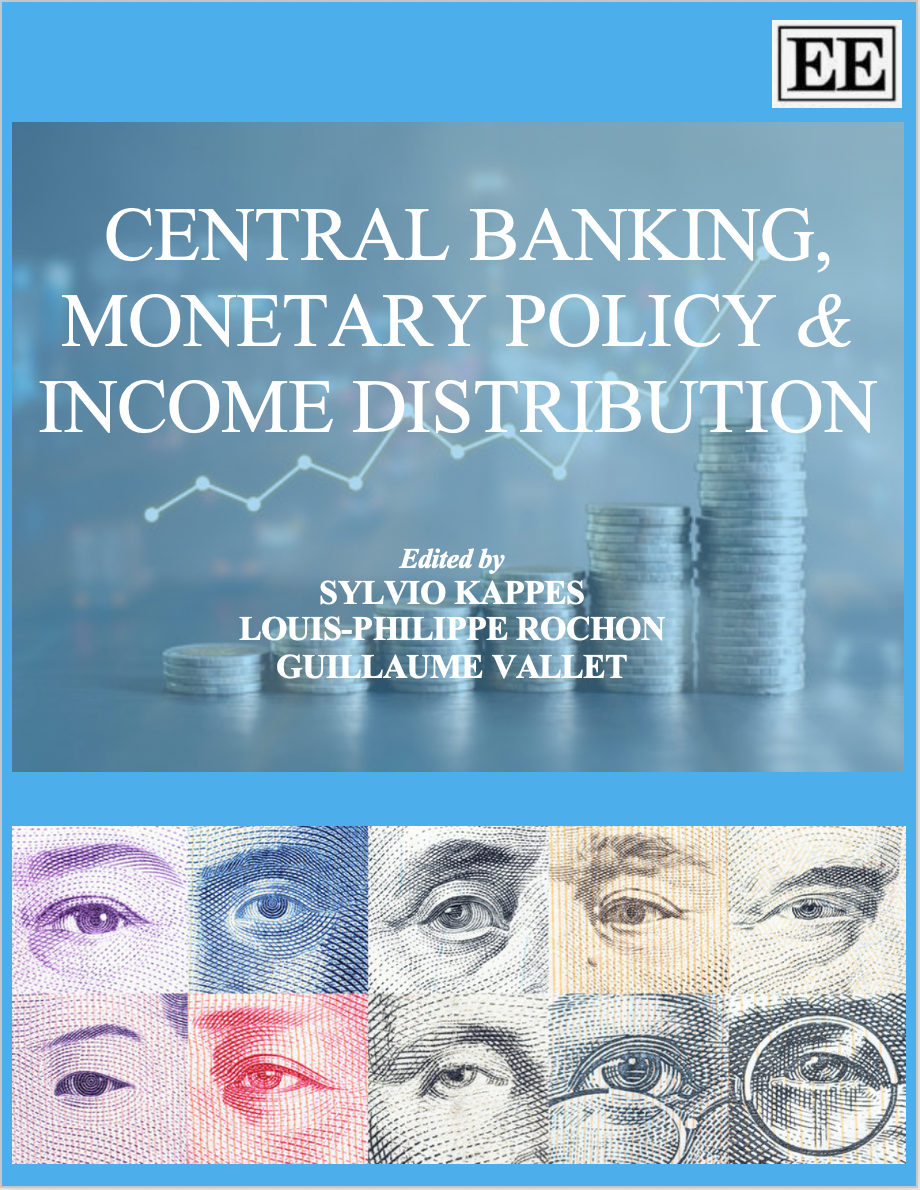 EE
CENTRAL BANKING,
MONETARY POLICY &
INCOME DISTRIBUTION
Edited by
SYLVIO KAPPES
LOUIS-PHILIPPE ROCHON
GUILLAUME VALLET